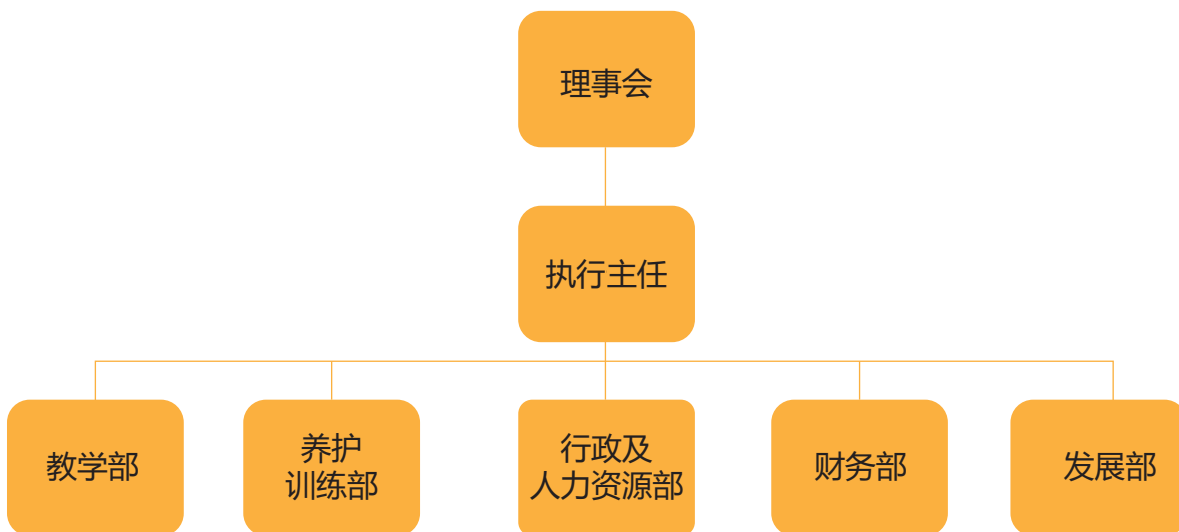 理事会
执行主任
教学部
养护
训练部
行政及
人力资源部
财务部
发展部